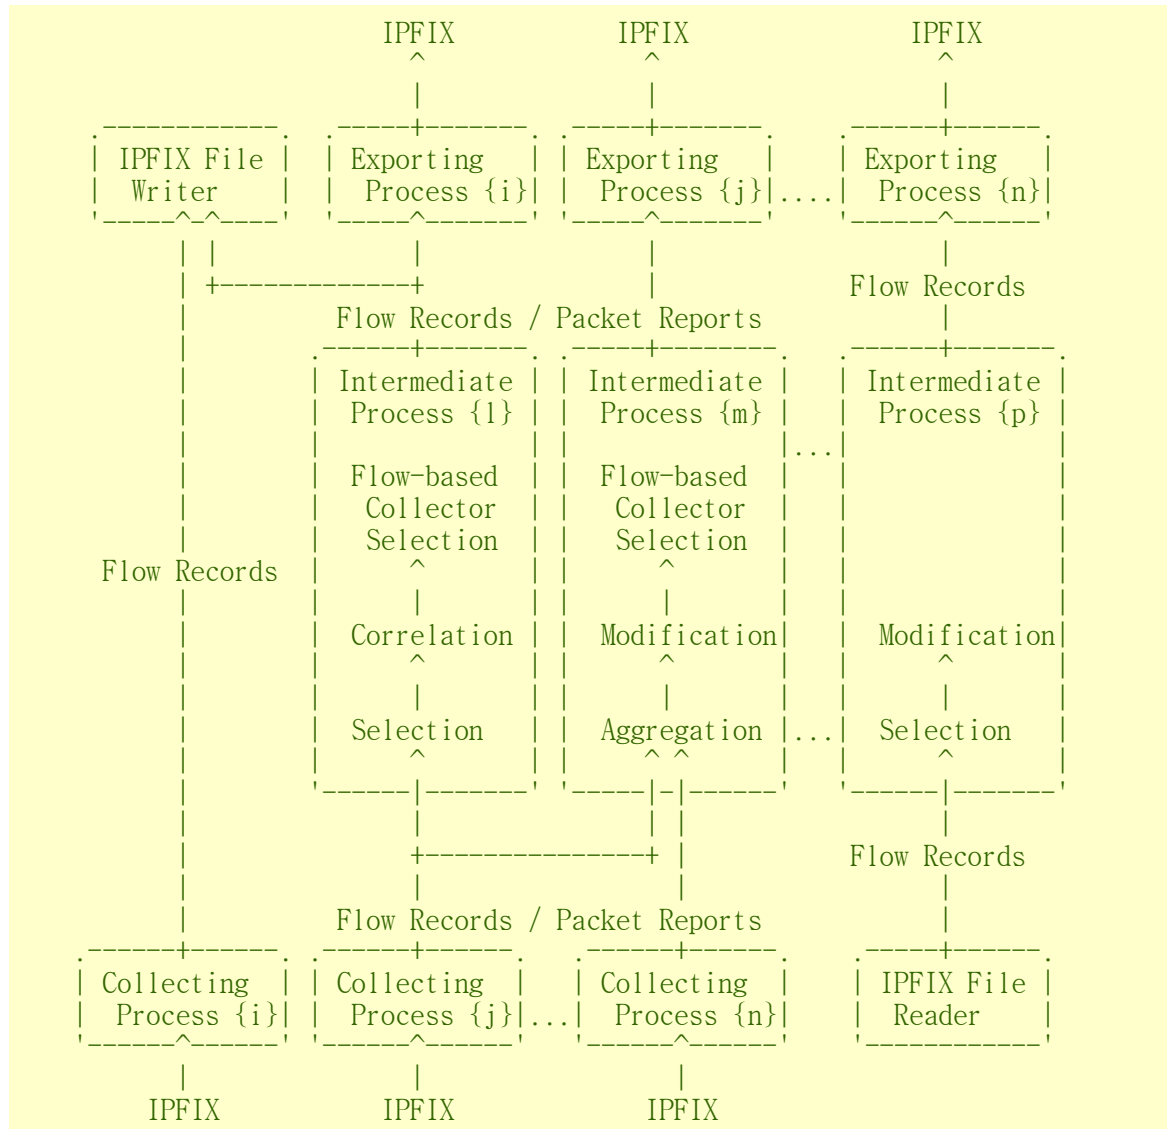 IPFIX IPFIX IPFIX
IPFIX File Exporting Exporting Exporting
Writer Process {i} Process {j} .... Process {n}
Flow Records
Flow Records / Packet Reports
Intermediate Intermediate Intermediate
Process {l} Process {m} Process {p}
...
Flow-based Flow-based
Collector Collector
Selection Selection
Flow Records
Correlation Modification Modification
Selection Aggregation ... Selection
Flow Records
Flow Records / Packet Reports
Collecting Collecting Collecting IPFIX File
Process {i} Process {j} ... Process {n} Reader
IPFIX IPFIX IPFIX